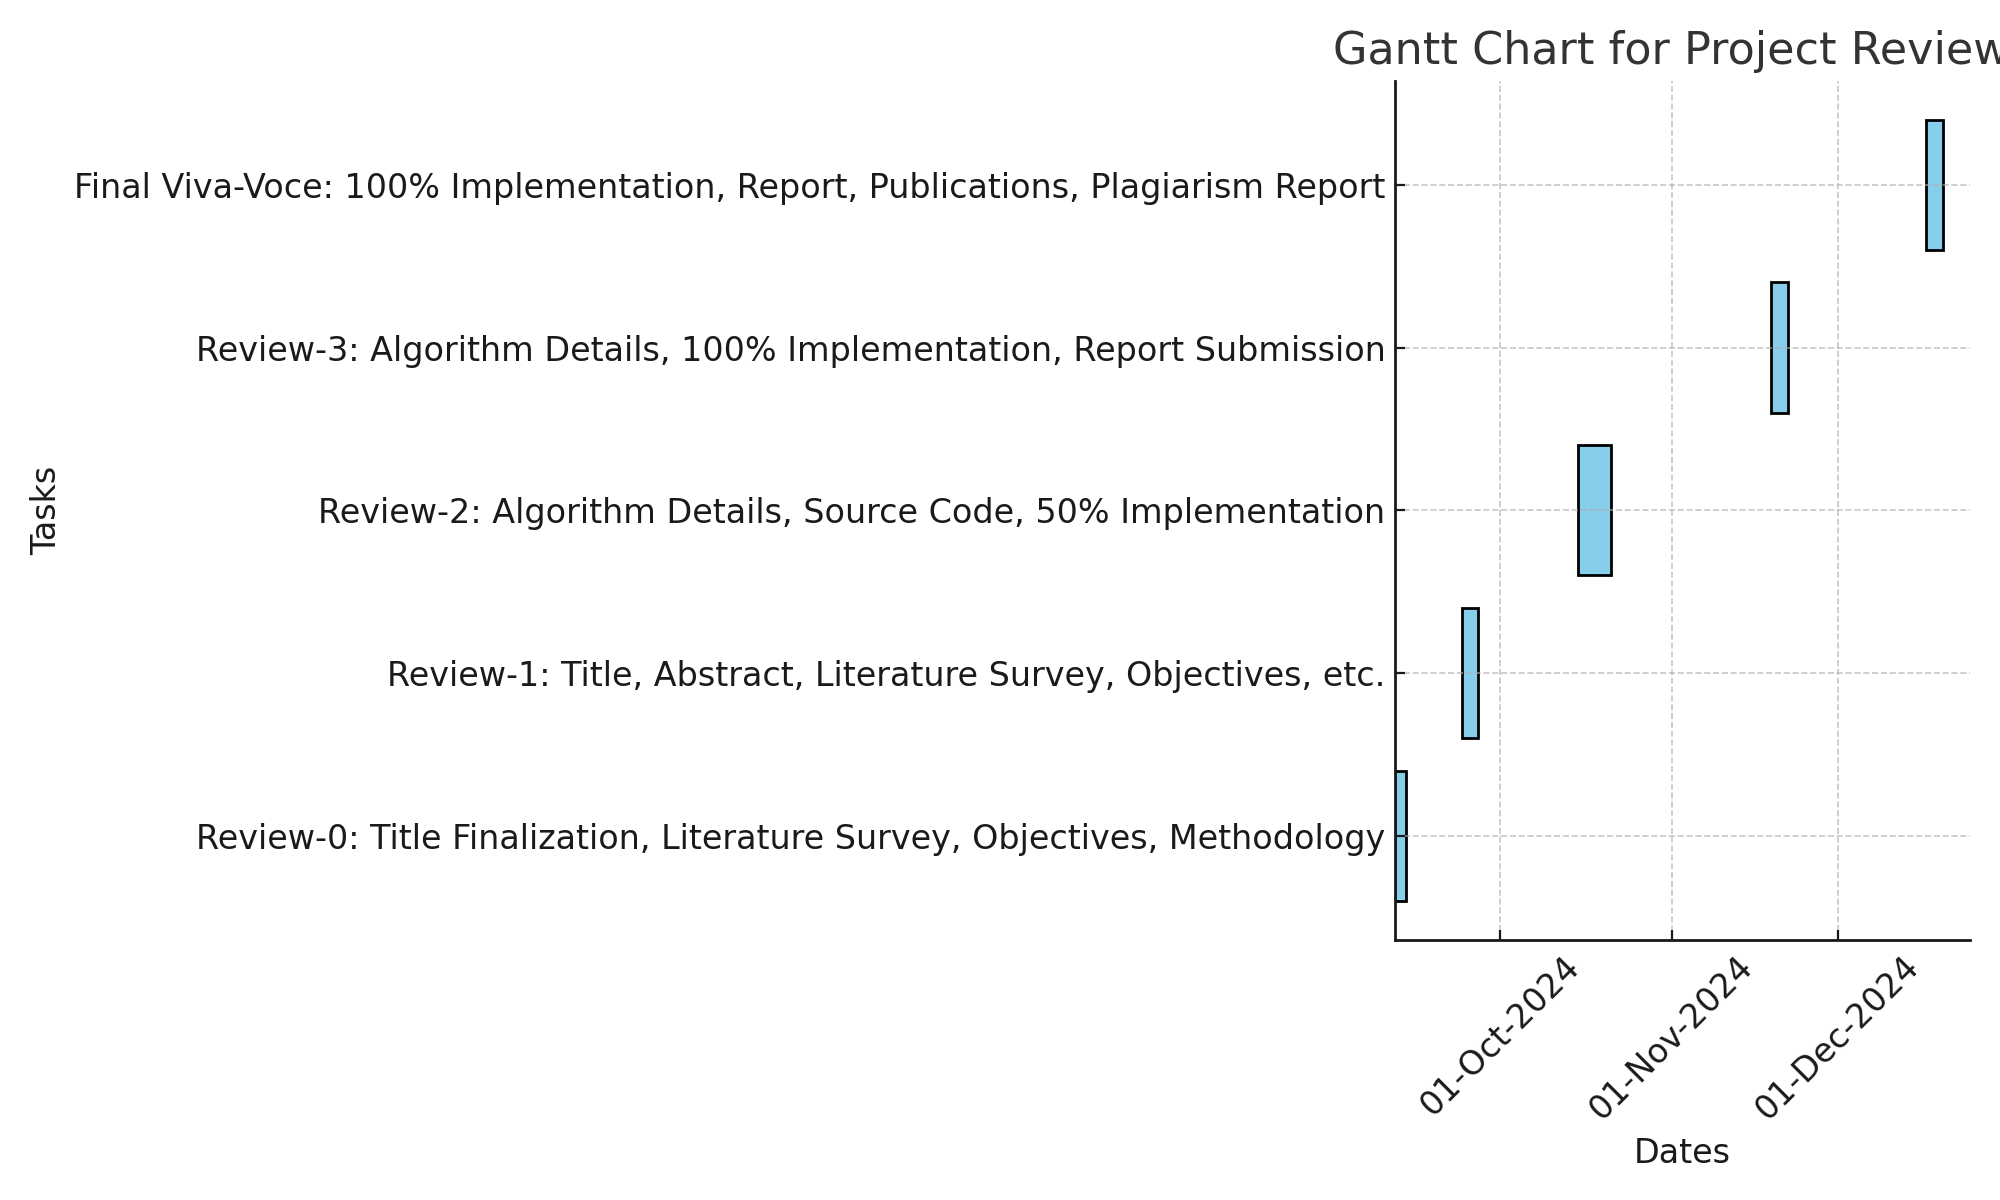 Gantt Chart for Project Review
Final Viva-Voce: 100% Implementation, Report, Publications, Plagiarism Report
Review-3: Algorithm Details, 100% Implementation, Report Submission
Review-2: Algorithm Details, Source Code, 50% Implementation
Review-1: Title, Abstract, Literature Survey, Objectives, etc.
Review-0: Title Finalization, Literature Survey, Objectives, Methodology
Tasks
01-Oct-2024
01-Nov-2024
01-Dec-2024
Dates